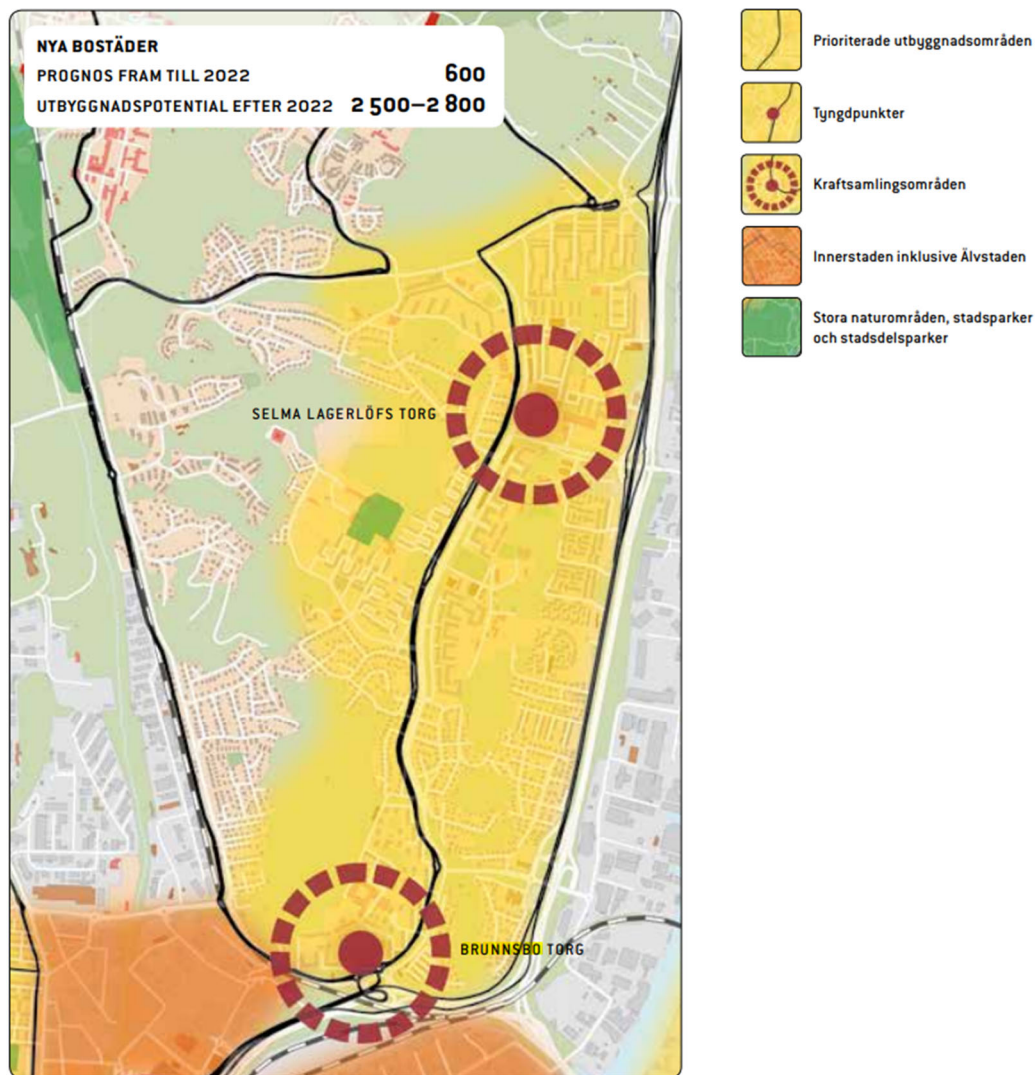 NYA BOSTÄDER
PROGNOS FRAM TILL 2022 600
UTBYGGNADSPOTENTIAL EFTER 2022 2 500–2 800
SELMA LAGERLÖFS TORG
BRUNNSBO TORG
Prioriterade utbyggnadsområden
Tyngdpunkter
Kraftsamlingsområden
Innerstaden inklusive Älvstaden
Stora naturområden, stadsparker
och stadsdelsparker